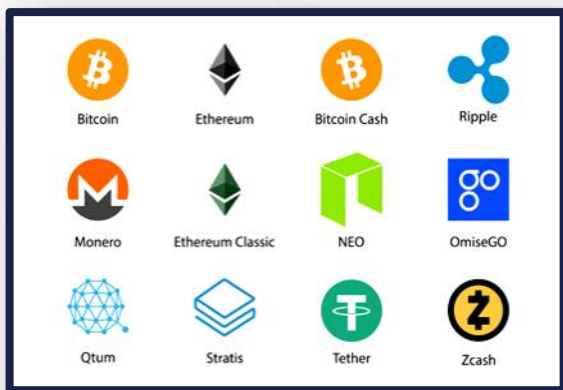 Bitcoin Ethereum Bitcoin Cash Ripple
Monero Ethereum Classic NEO OmiseGO
Qtum Stratis Tether Zcash